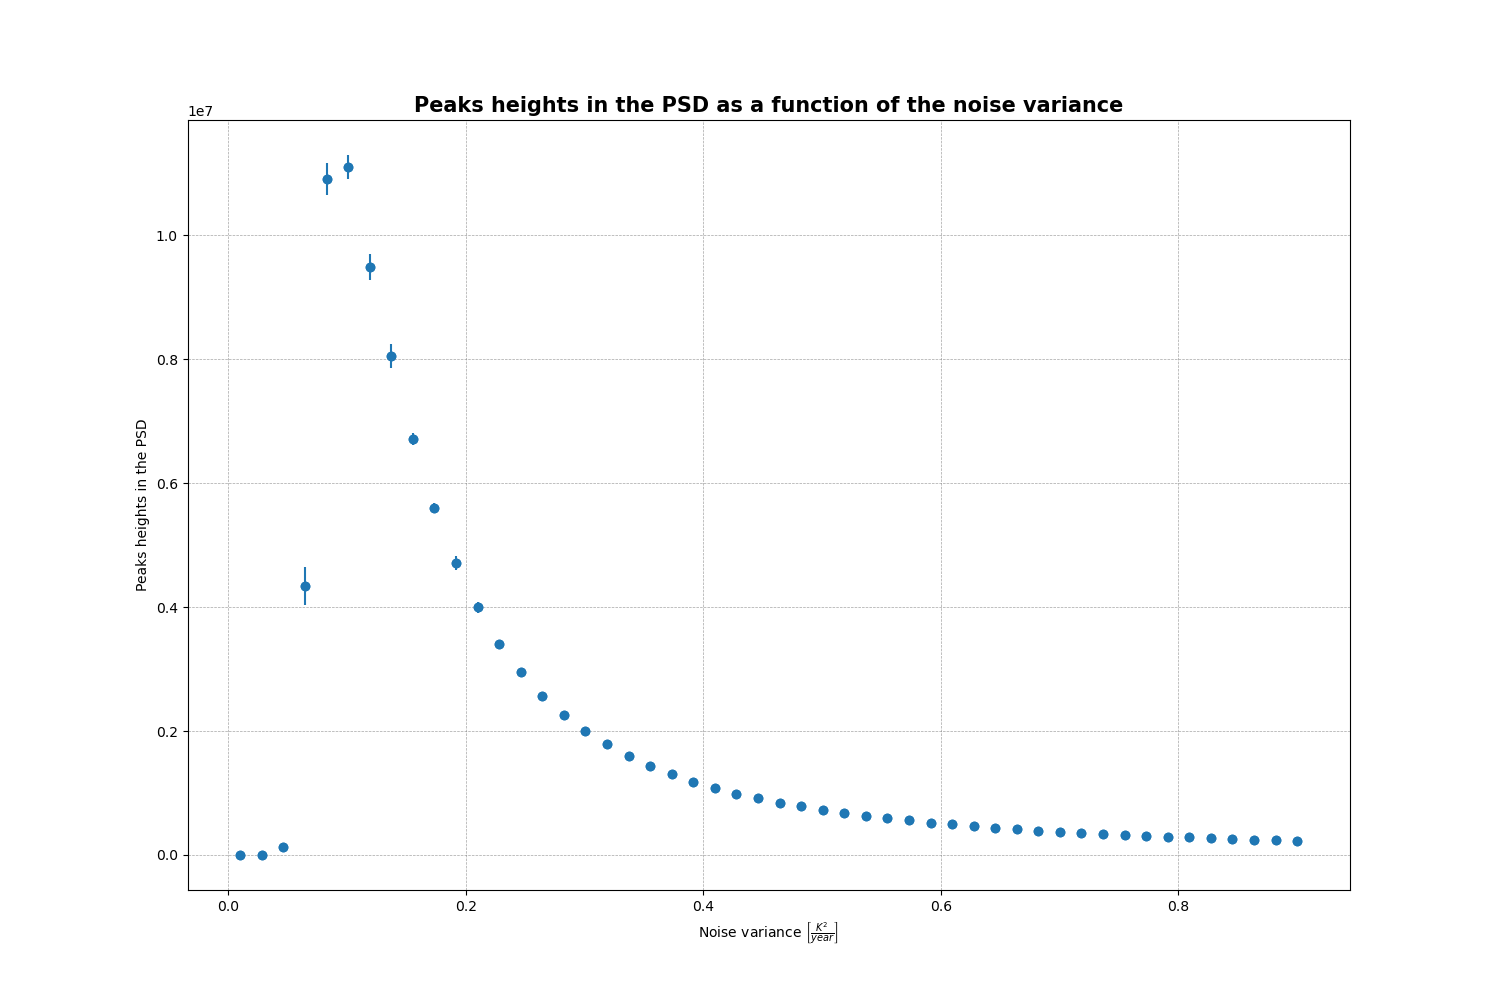 Peaks heights in the PSD as a function of the noise variance
1e7
1.0
0.8
0.6
0.4
0.2
0.0
Peaks heights in the PSD
0.0 0.2 0.4 0.6 0.8
Noise variance [K²/year]